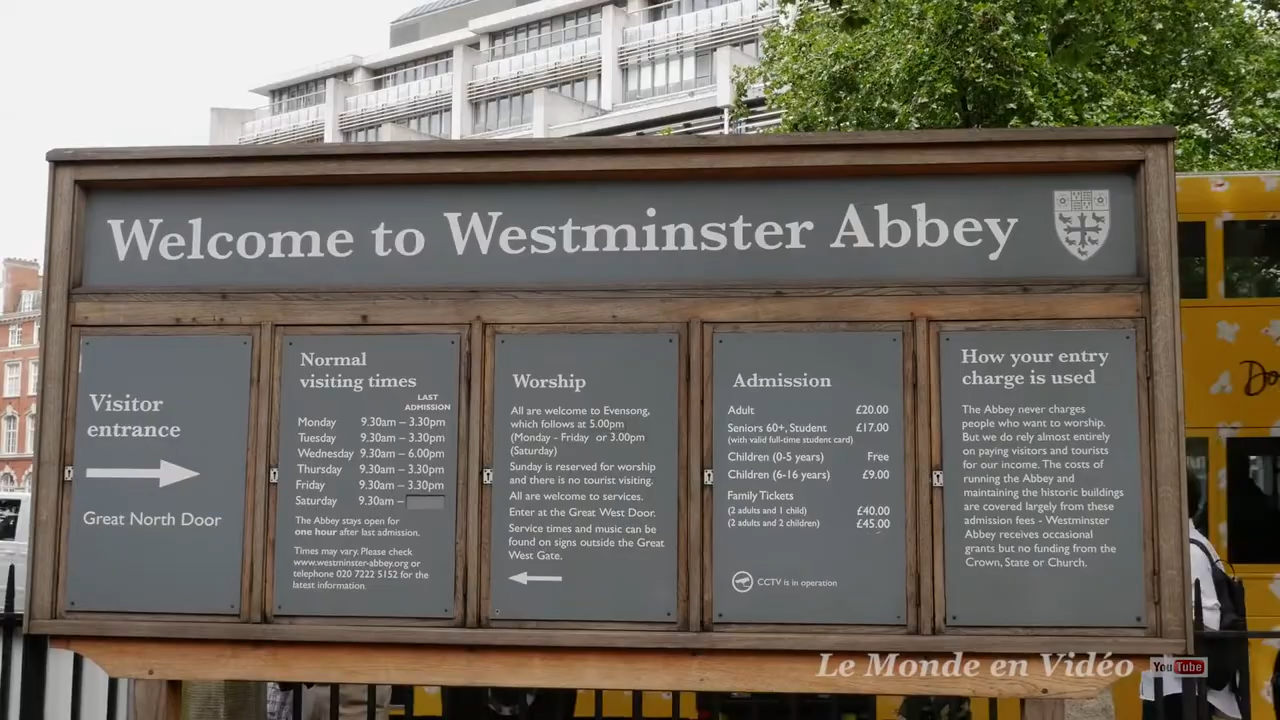 Welcome to Westminster Abbey
Visitor
entrance
Great North Door
Normal
visiting times
LAST
ADMISSION
Monday 9.30am – 3.30pm
Tuesday 9.30am – 3.30pm
Wednesday 9.30am – 6.00pm
Thursday 9.30am – 3.30pm
Friday 9.30am – 3.30pm
Saturday 9.30am –
The Abbey stays open for
one hour after last admission.
Times may vary. Please check
www.westminster-abbey.org or
telephone 020 7222 5152 for the
latest information.
Worship
All are welcome to Evensong,
which follows at 5.00pm
(Monday - Friday or 3.00pm
(Saturday)
Sunday is reserved for worship
and there is no tourist visiting.
All are welcome to services.
Enter at the Great West Door.
Service times and music can be
found on signs outside the Great
West Gate.
Admission
Adult £20.00
Seniors 60+, Student £17.00
(with valid full-time student card)
Children (0-5 years) Free
Children (6-16 years) £9.00
Family Tickets
(2 adults and 1 child) £40.00
(2 adults and 2 children) £45.00
CCTV is in operation
How your entry
charge is used
The Abbey never charges
people who want to worship.
But we do rely almost entirely
on paying visitors and tourists
for our income. The costs of
running the Abbey and
maintaining the historic buildings
are covered largely from these
admission fees - Westminster
Abbey receives occasional
grants but no funding from the
Crown, State or Church.
Do
Le Monde en Vidéo
YouTube